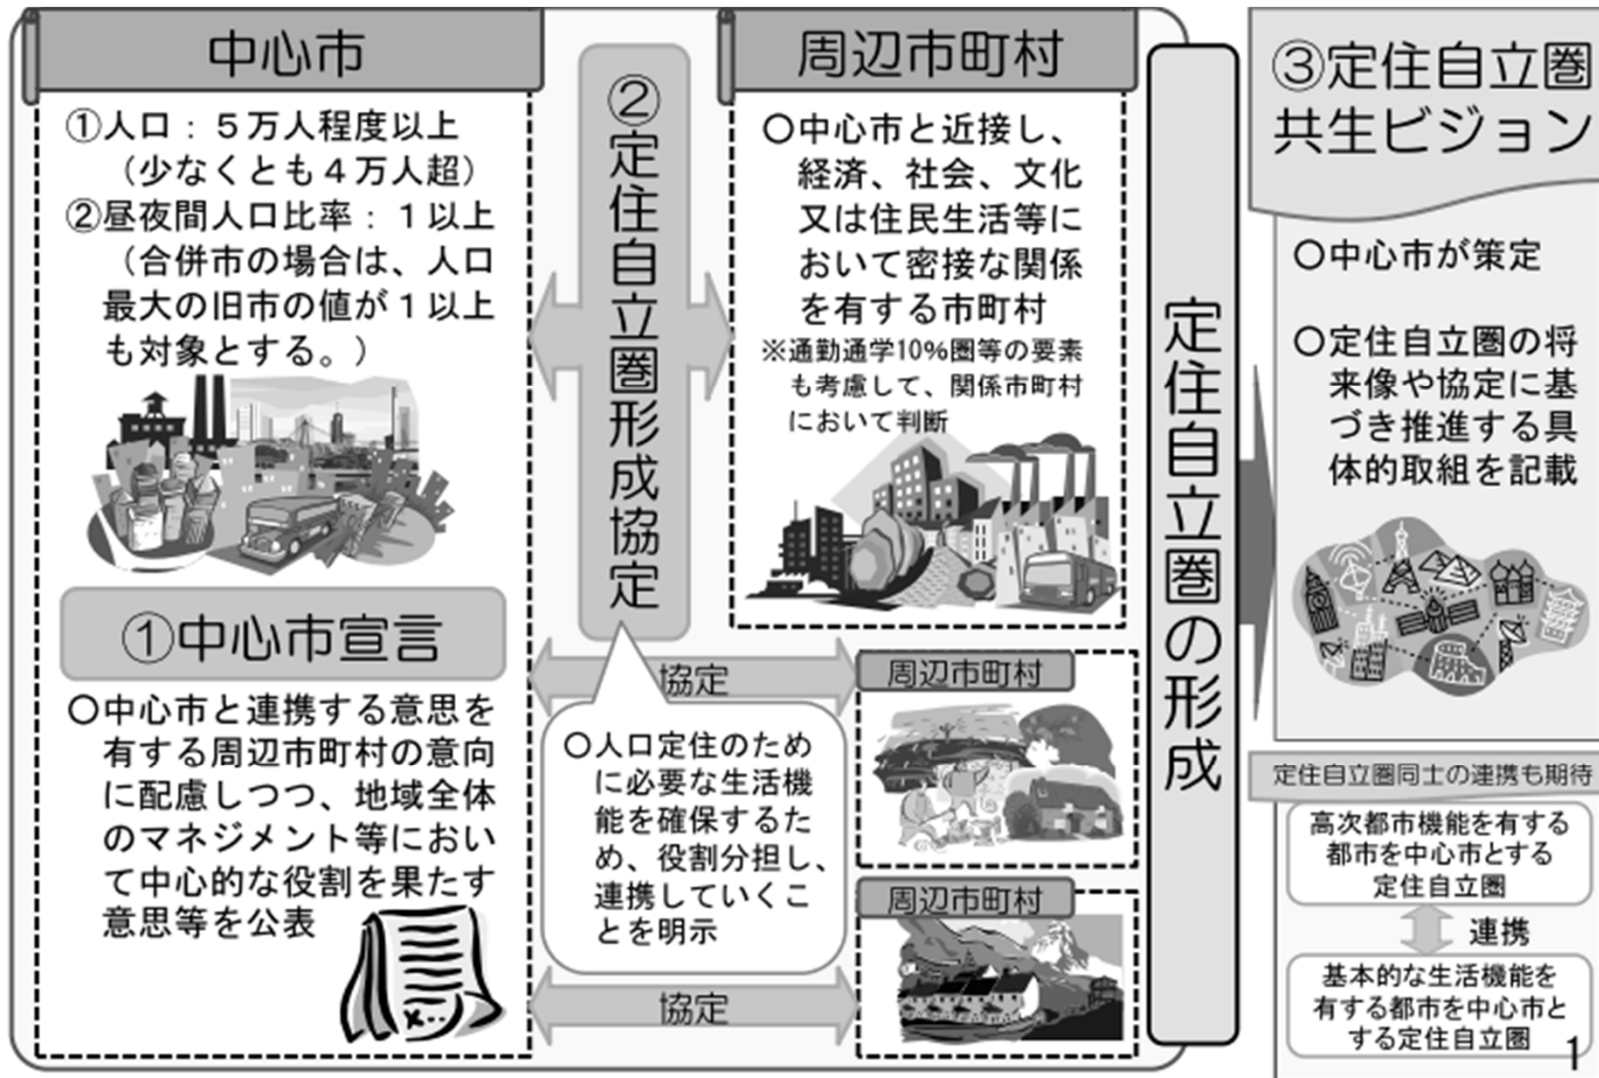 中心市
①人口：５万人程度以上
（少なくとも４万人超）
②昼夜間人口比率：１以上
（合併市の場合は、人口
最大の旧市の値が１以上
も対象とする。）
①中心市宣言
○中心市と連携する意思を
有する周辺市町村の意向
に配慮しつつ、地域全体
のマネジメント等におい
て中心的な役割を果たす
意思等を公表
②定住自立圏形成協定
協定
○人口定住のため
に必要な生活機
能を確保するた
め、役割分担し、
連携していくこ
とを明示
協定
周辺市町村
○中心市と近接し、
経済、社会、文化
又は住民生活等に
おいて密接な関係
を有する市町村
※通勤通学10%圏等の要素
も考慮して、関係市町村
において判断
周辺市町村
周辺市町村
定住自立圏の形成
③定住自立圏
共生ビジョン
○中心市が策定
○定住自立圏の将
来像や協定に基
づき推進する具
体的取組を記載
定住自立圏同士の連携も期待
高次都市機能を有する
都市を中心市とする
定住自立圏
連携
基本的な生活機能を
有する都市を中心市と
する定住自立圏
1